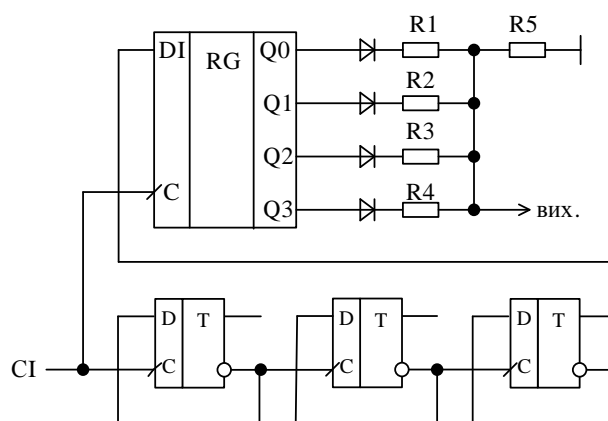 DI RG Q0 R1 R5
Q1 R2
Q2 R3
C Q3 R4 вих.
D T D T D T
CI C C C